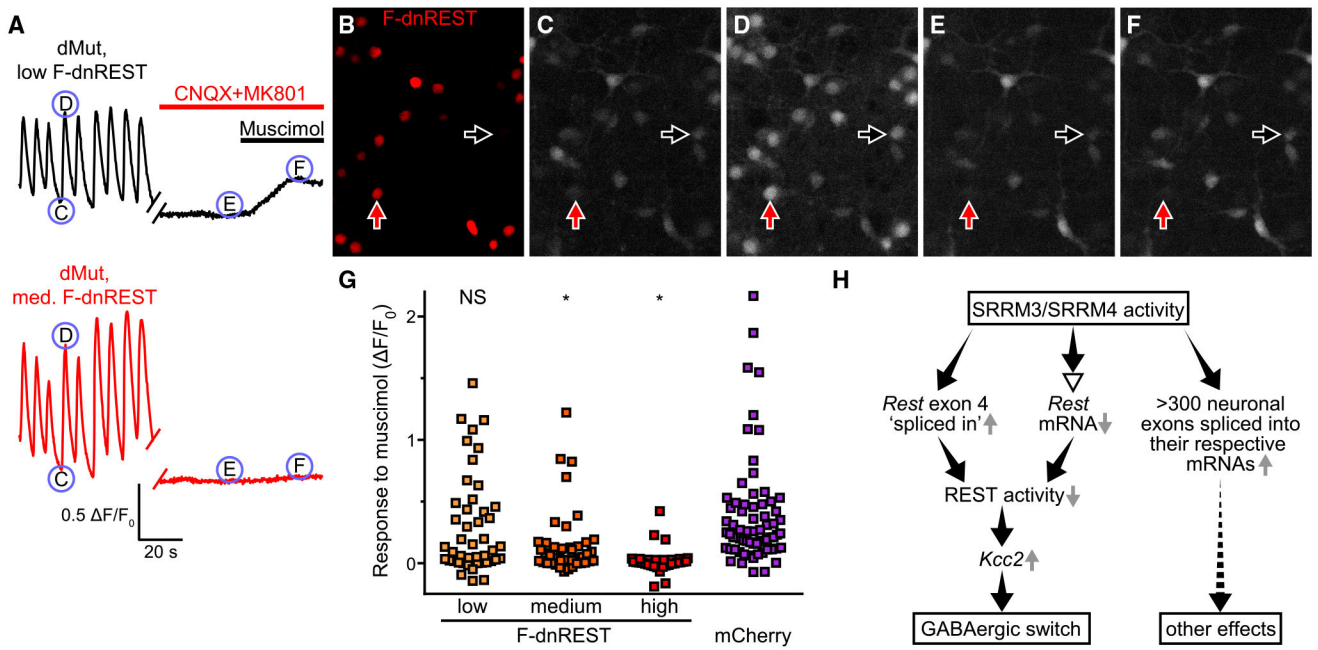 A
dMut,
low F-dnREST
D
C
CNQX+MK801
Muscimol
E
F
dMut,
med. F-dnREST
D
C
E
F
0.5 ΔF/F0
20 s
B
F-dnREST
C
D
E
F
G
Response to muscimol (ΔF/F0)
2
1
0
NS
*
*
low
medium
high
F-dnREST
mCherry
H
SRRM3/SRRM4 activity
Rest exon 4
‘spliced in’
Rest
mRNA
>300 neuronal
exons spliced into
their respective
mRNAs
REST activity
Kcc2
GABAergic switch
other effects